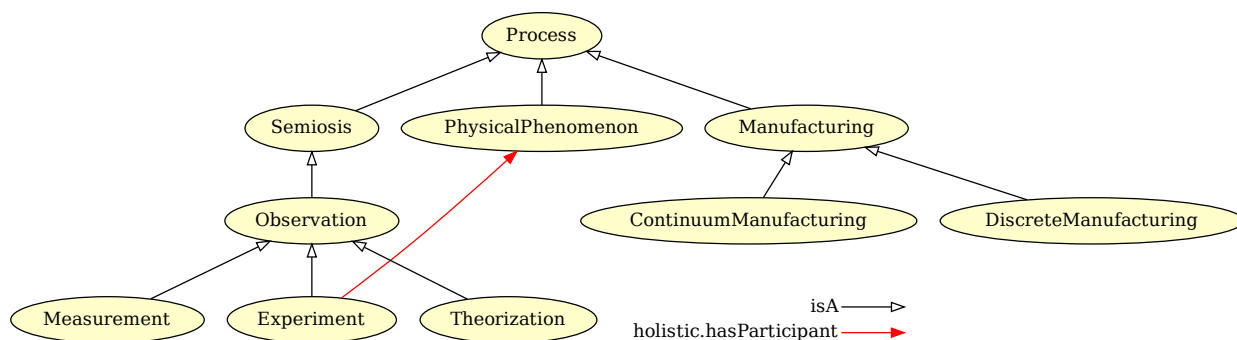 Process
Semiosis
PhysicalPhenomenon
Manufacturing
Observation
ContinuumManufacturing
DiscreteManufacturing
Measurement
Experiment
Theorization
isA
holistic.hasParticipant